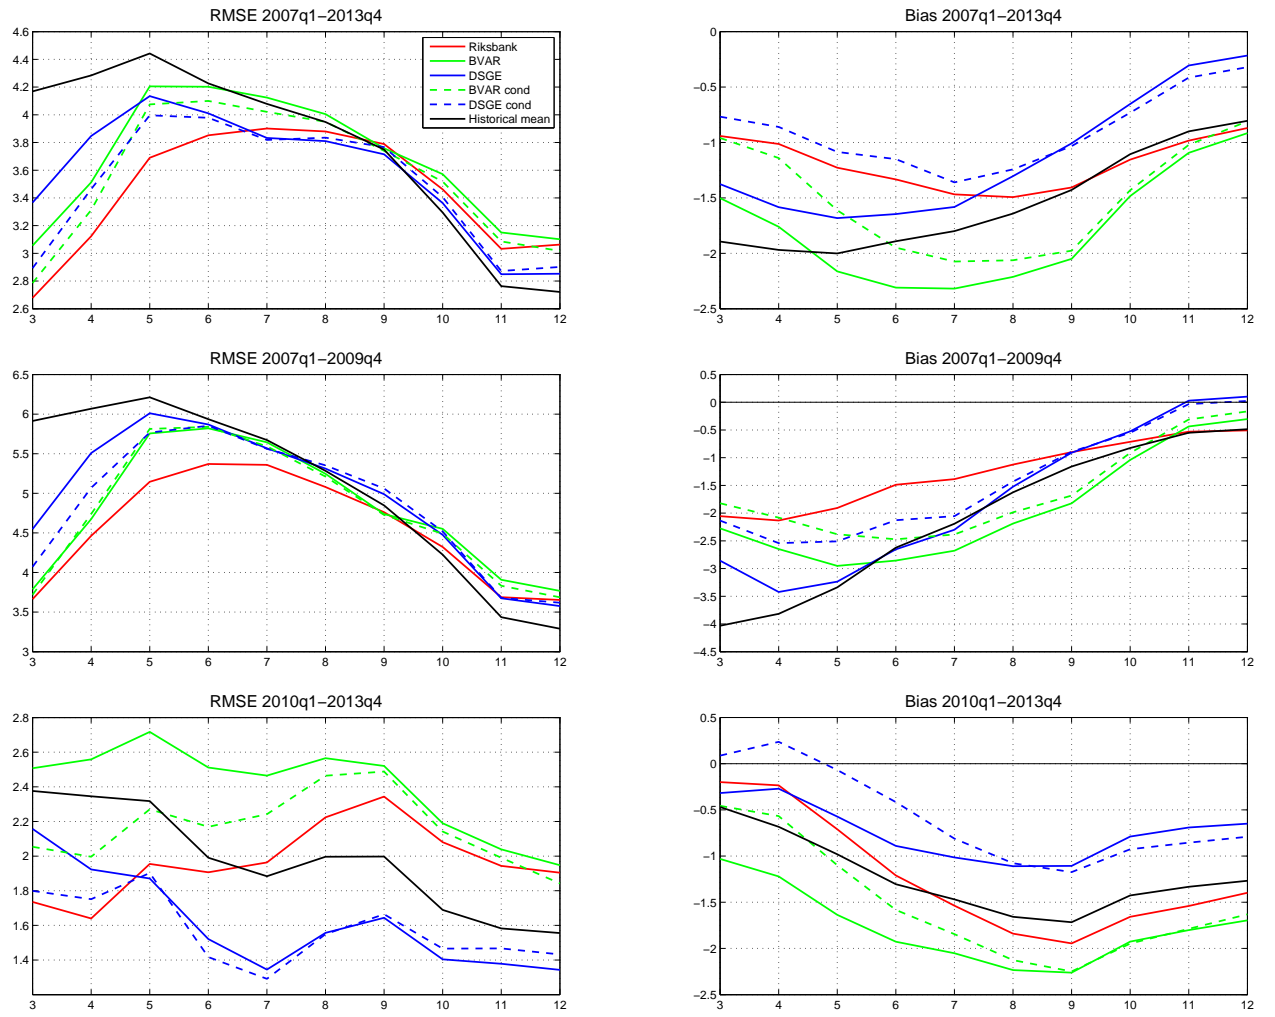 RMSE 2007q1−2013q4
4.6
4.4
4.2
4
3.8
3.6
3.4
3.2
3
2.8
2.6
3 4 5 6 7 8 9 10 11 12
Riksbank
BVAR
DSGE
BVAR cond
DSGE cond
Historical mean
Bias 2007q1−2013q4
0
−0.5
−1
−1.5
−2
−2.5
3 4 5 6 7 8 9 10 11 12
RMSE 2007q1−2009q4
6.5
6
5.5
5
4.5
4
3.5
3
3 4 5 6 7 8 9 10 11 12
Bias 2007q1−2009q4
0.5
0
−0.5
−1
−1.5
−2
−2.5
−3
−3.5
−4
−4.5
3 4 5 6 7 8 9 10 11 12
RMSE 2010q1−2013q4
2.8
2.6
2.4
2.2
2
1.8
1.6
1.4
3 4 5 6 7 8 9 10 11 12
Bias 2010q1−2013q4
0.5
0
−0.5
−1
−1.5
−2
−2.5
3 4 5 6 7 8 9 10 11 12